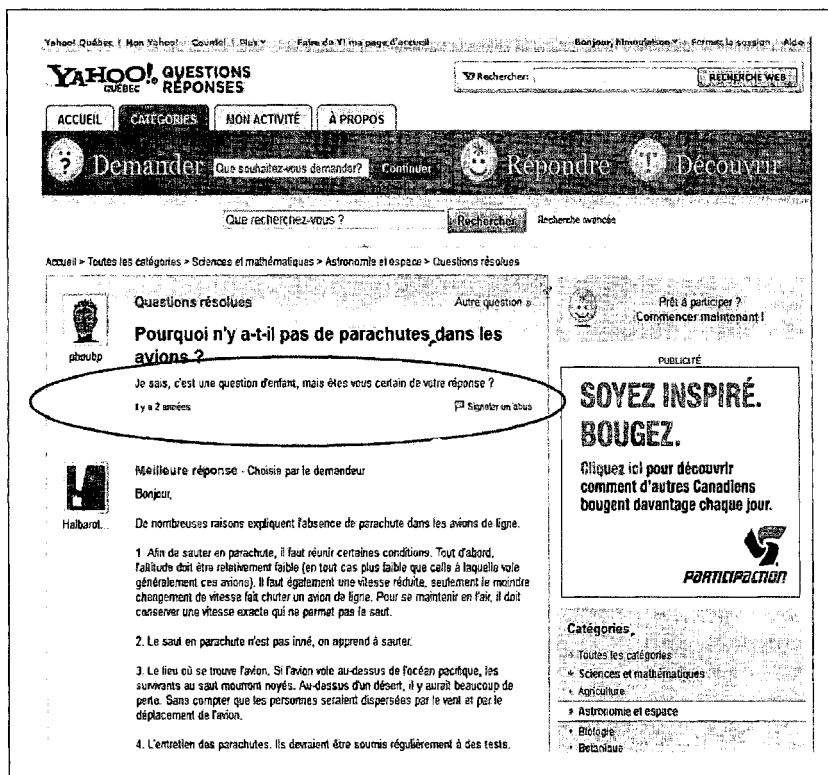 Yahoo! Québec Mon Yahoo! Courriel Plus Faire de Y! ma page d'accueil Bonjour, Fermer la session Aide
YAHOO! QUESTIONS
QUÉBEC RÉPONSES
Rechercher: RECHERCHE WEB
ACCUEIL CATÉGORIES MON ACTIVITÉ À PROPOS
? Demander Que souhaitez-vous demander? Continuer Répondre ! Découvrir
Que recherchez-vous ? Rechercher Recherche avancée
Accueil > Toutes les catégories > Sciences et mathématiques > Astronomie et espace > Questions résolues
Questions résolues Autre question »
pboubp
Pourquoi n'y a-t-il pas de parachutes dans les
avions ?
Je sais, c'est une question d'enfant, mais êtes vous certain de votre réponse ?
il y a 2 années Signaler un abus
Halbarot...
Meilleure réponse - Choisie par le demandeur
Bonjour,
De nombreuses raisons expliquent l'absence de parachute dans les avions de ligne.
1 Afin de sauter en parachute, il faut réunir certaines conditions. Tout d'abord,
l'altitude doit être relativement faible (en tout cas plus faible que celle à laquelle vole
généralement ces avions). Il faut également une vitesse réduite, seulement le moindre
changement de vitesse fait chuter un avion de ligne. Pour se maintenir en l'air, il doit
conserver une vitesse exacte qui ne permet pas le saut.
2. Le saut en parachute n'est pas inné, on apprend à sauter.
3. Le lieu où se trouve l'avion. Si l'avion vole au-dessus de l'océan pacifique, les
survivants au saut mourront noyés. Au-dessus d'un désert, il y aurait beaucoup de
perte. Sans compter que les personnes seraient dispersées par le vent et par le
déplacement de l'avion.
4. L'entretien des parachutes. Ils devraient être soumis régulièrement à des tests.
Prêt à participer ?
Commencer maintenant !
PUBLICITÉ
SOYEZ INSPIRÉ.
BOUGEZ.
Cliquez ici pour découvrir
comment d'autres Canadiens
bougent davantage chaque jour.
PARTICIPACTION
Catégories
Toutes les catégories
Sciences et mathématiques
Agriculture
Astronomie et espace
Biologie
Botanique